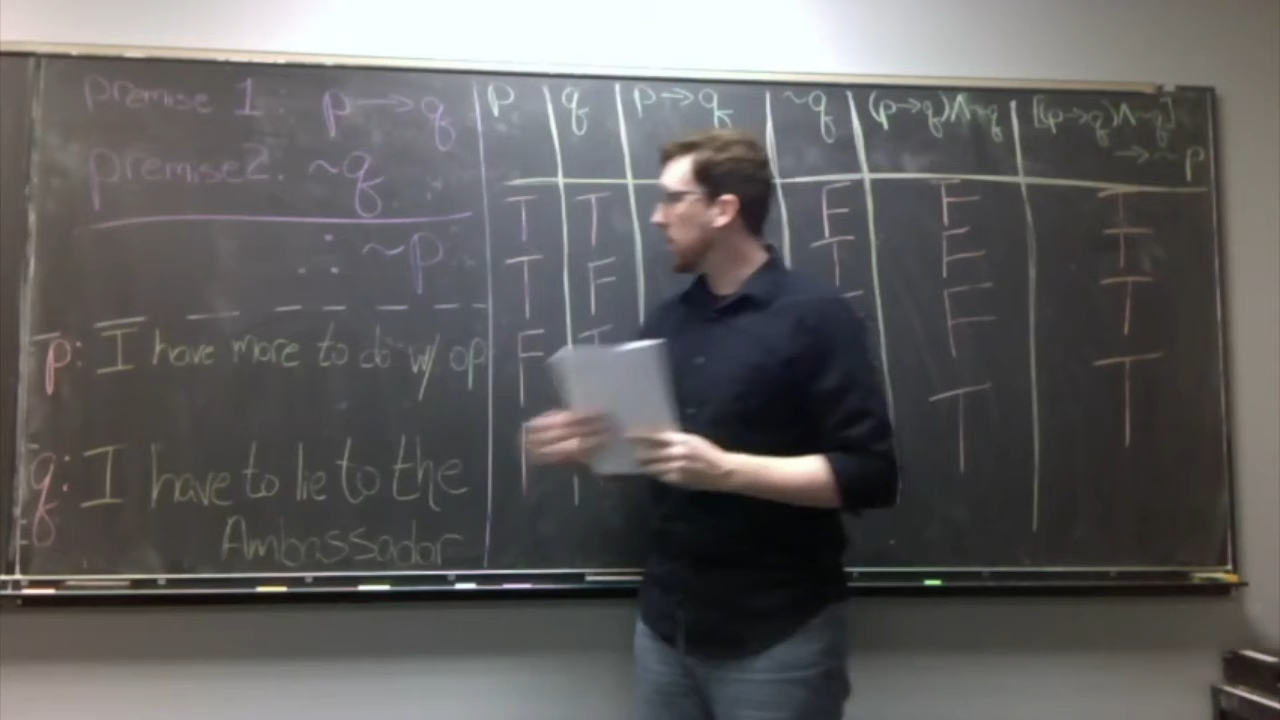 premise 1: p→q
premise 2. ~q
∴ ~p
p: I have more to do w/ op
q: I have to lie to the
Ambassador
p q p→q ~q (p→q)∧~q [(p→q)∧~q]
→~p
T T F F T
T F T F T
F T F T
F T T